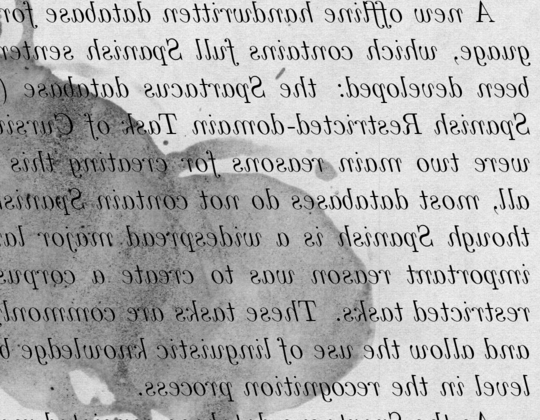 A new offline handwritten database for
guage, which contains full Spanish senten
been developed: the Spartacus database (
Spanish Restricted-domain Task of Cursiv
were two main reasons for creating this
all, most databases do not contain Spanis
though Spanish is a widespread major la
important reason was to create a corpus
restricted tasks. These tasks are commonly
and allow the use of linguistic knowledge b
level in the recognition process.